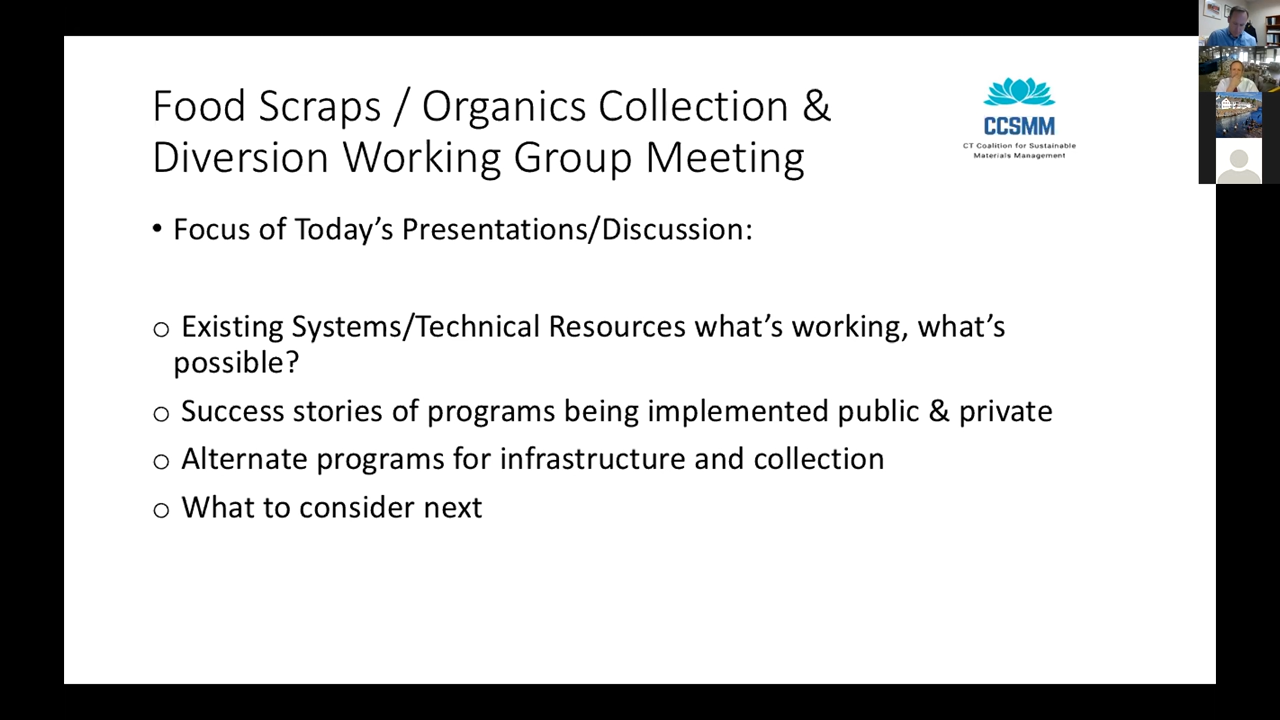 Food Scraps / Organics Collection &
Diversion Working Group Meeting
CCSMM
CT Coalition for Sustainable
Materials Management
• Focus of Today’s Presentations/Discussion:
o Existing Systems/Technical Resources what’s working, what’s
possible?
o Success stories of programs being implemented public & private
o Alternate programs for infrastructure and collection
o What to consider next